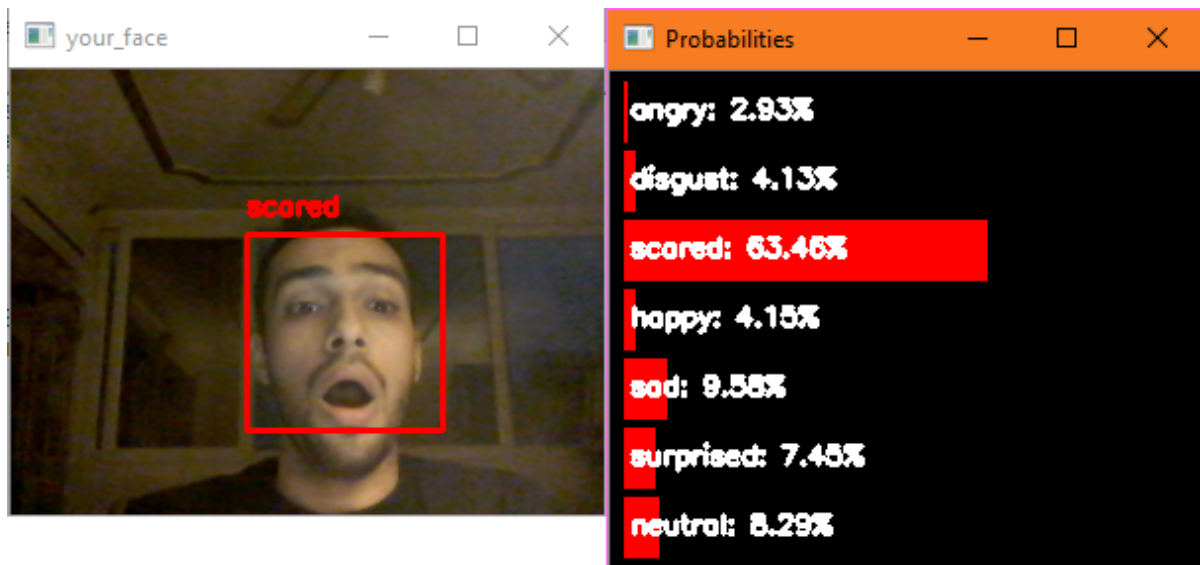 your_face
scared
Probabilities
angry: 2.93%
disgust: 4.13%
scared: 63.46%
happy: 4.15%
sad: 9.58%
surprised: 7.45%
neutral: 8.29%